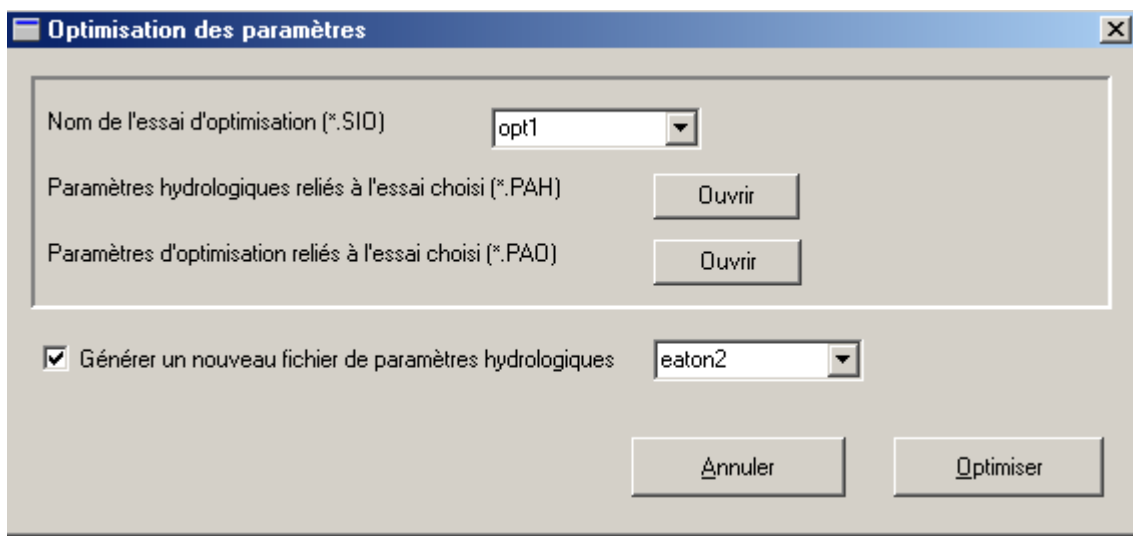 Optimisation des paramètres
Nom de l'essai d'optimisation (*.SIO) opt1
Paramètres hydrologiques reliés à l'essai choisi (*.PAH) Ouvrir
Paramètres d'optimisation reliés à l'essai choisi (*.PAO) Ouvrir
Générer un nouveau fichier de paramètres hydrologiques eaton2
Annuler Optimiser